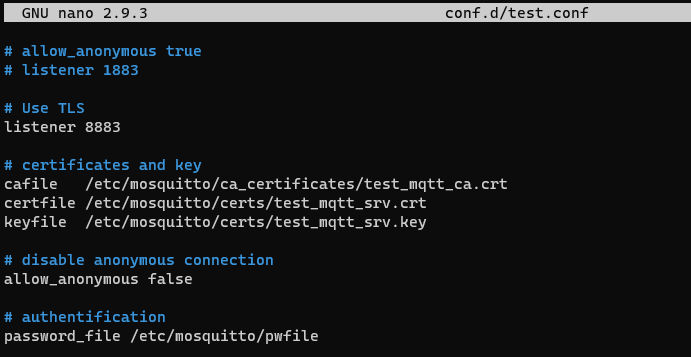 GNU nano 2.9.3 conf.d/test.conf
# allow_anonymous true
# listener 1883
# Use TLS
listener 8883
# certificates and key
cafile   /etc/mosquitto/ca_certificates/test_mqtt_ca.crt
certfile /etc/mosquitto/certs/test_mqtt_srv.crt
keyfile  /etc/mosquitto/certs/test_mqtt_srv.key
# disable anonymous connection
allow_anonymous false
# authentification
password_file /etc/mosquitto/pwfile